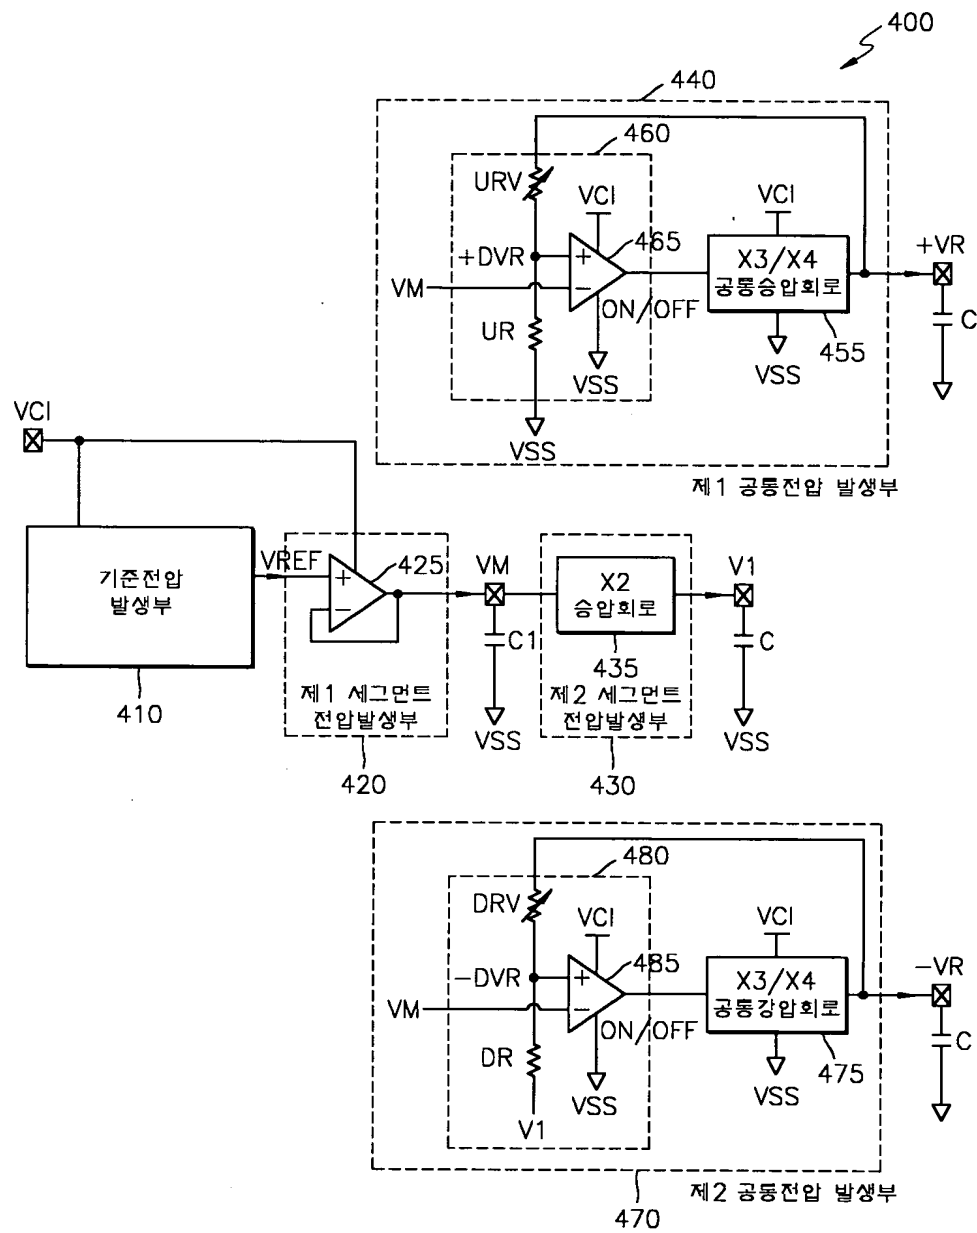 400
440
460
URV
VCI
VCI
465
+DVR
+
X3/X4
공통승압회로
+VR
VM
−
ON/OFF
C
UR
455
VSS
VSS
VSS
VCI
제1 공통전압 발생부
기준전압
발생부
VREF
+
−
425
VM
X2
승압회로
V1
C1
435
C
410
제1 세그먼트
전압발생부
제2 세그먼트
전압발생부
VSS
VSS
420
430
480
DRV
VCI
VCI
485
−DVR
+
X3/X4
공통강압회로
−VR
VM
−
ON/OFF
C
DR
475
VSS
VSS
V1
제2 공통전압 발생부
470